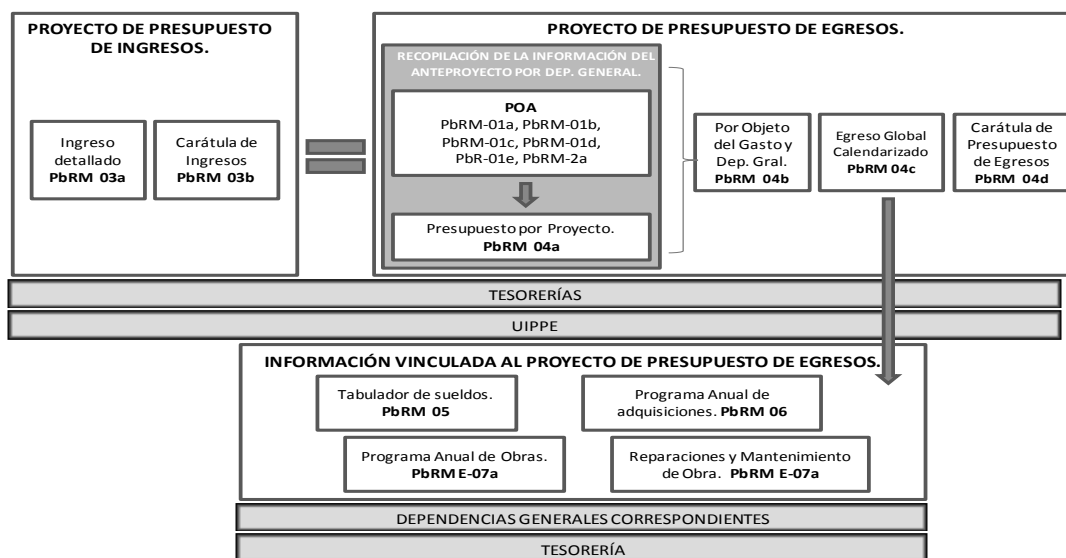 PROYECTO DE PRESUPUESTO
DE INGRESOS.
Ingreso
detallado
PbRM 03a
Carátula de
Ingresos
PbRM 03b
PROYECTO DE PRESUPUESTO DE EGRESOS.
RECOPILACIÓN DE LA INFORMACIÓN DEL
ANTEPROYECTO POR DEP. GENERAL.
POA
PbRM-01a, PbRM-01b,
PbRM-01c, PbRM-01d,
PbR-01e, PbRM-2a
Presupuesto por Proyecto.
PbRM 04a
Por Objeto
del Gasto y
Dep. Gral.
PbRM 04b
Egreso Global
Calendarizado
PbRM 04c
Carátula de
Presupuesto
de Egresos
PbRM 04d
TESORERÍAS
UIPPE
INFORMACIÓN VINCULADA AL PROYECTO DE PRESUPUESTO DE EGRESOS.
Tabulador de sueldos.
PbRM 05
Programa Anual de
adquisiciones. PbRM 06
Programa Anual de Obras.
PbRM E-07a
Reparaciones y Mantenimiento
de Obra. PbRM E-07a
DEPENDENCIAS GENERALES CORRESPONDIENTES
TESORERÍA